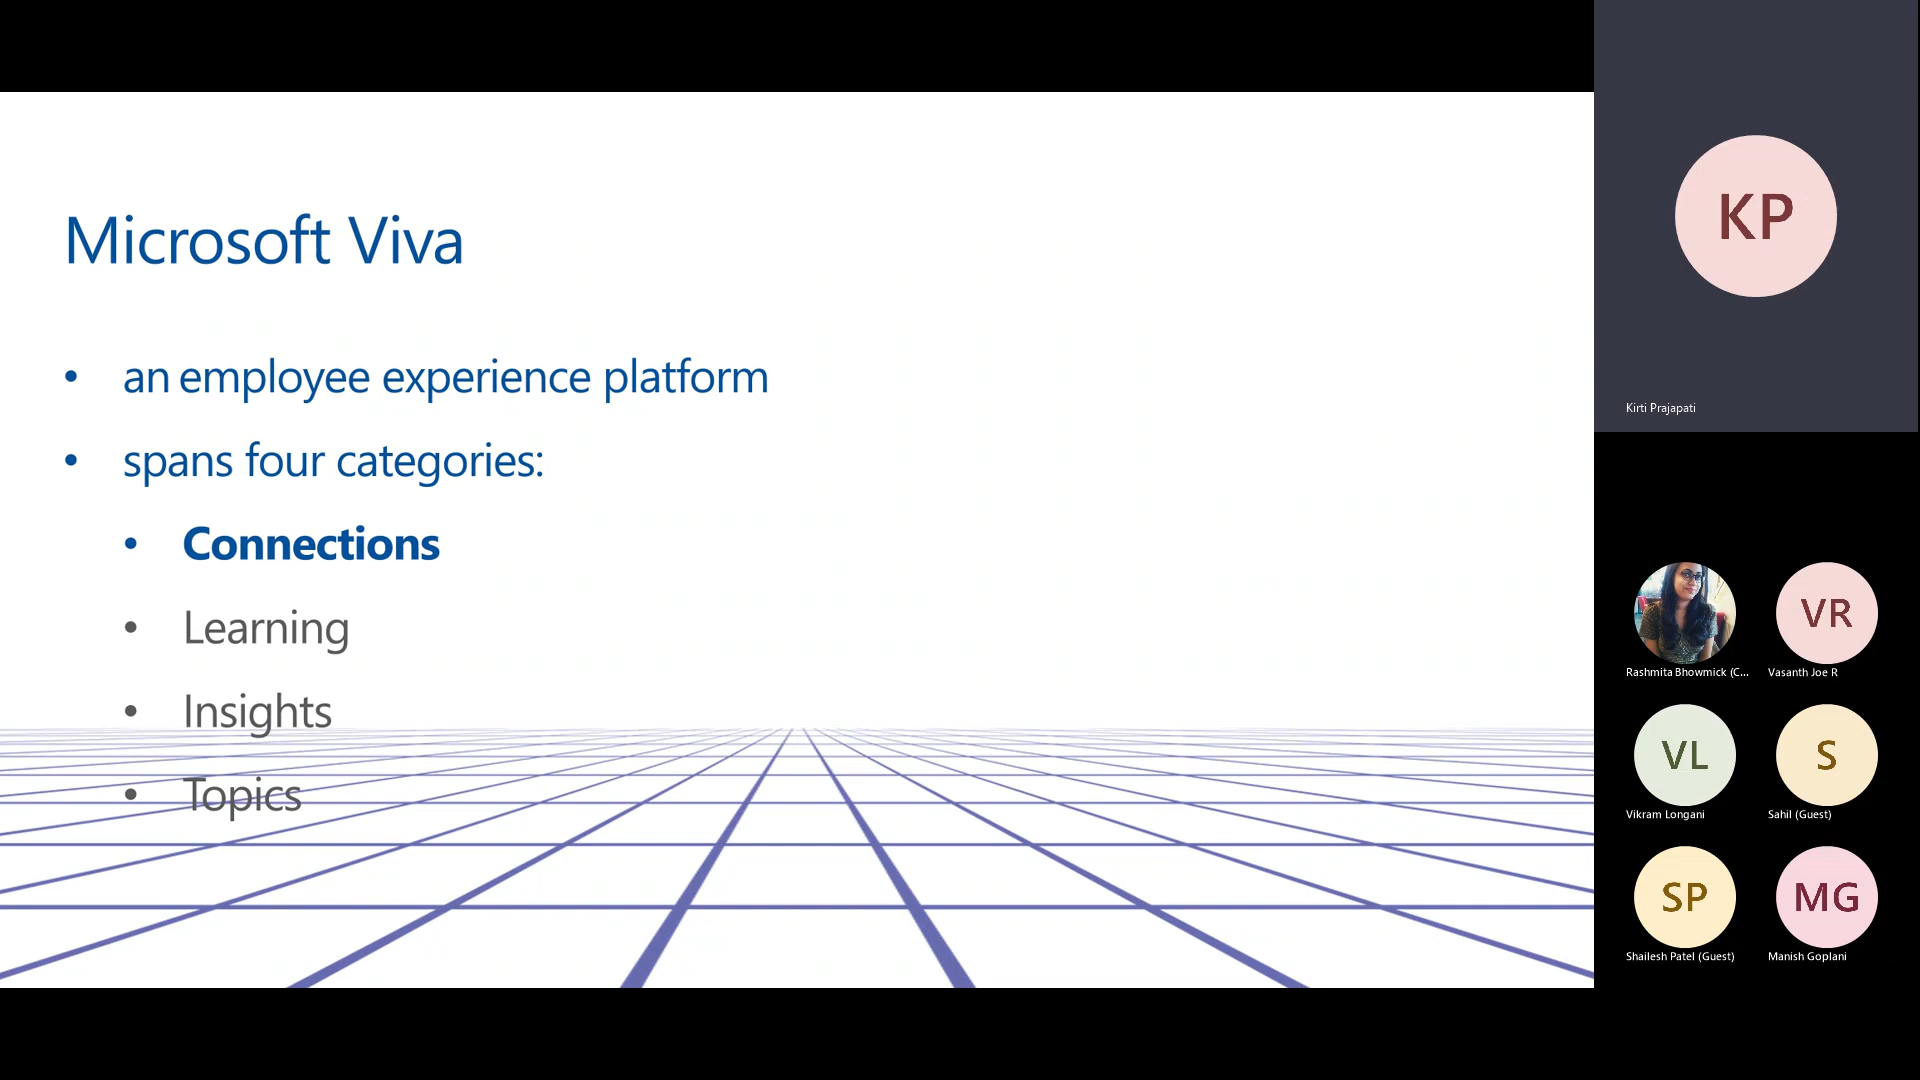 Microsoft Viva
• an employee experience platform
• spans four categories:
• Connections
• Learning
• Insights
• Topics
KP
Kirti Prajapati
Rashmita Bhowmick (C...
VR
Vasanth Joe R
VL
Vikram Longani
S
Sahil (Guest)
SP
Shailesh Patel (Guest)
MG
Manish Goplani